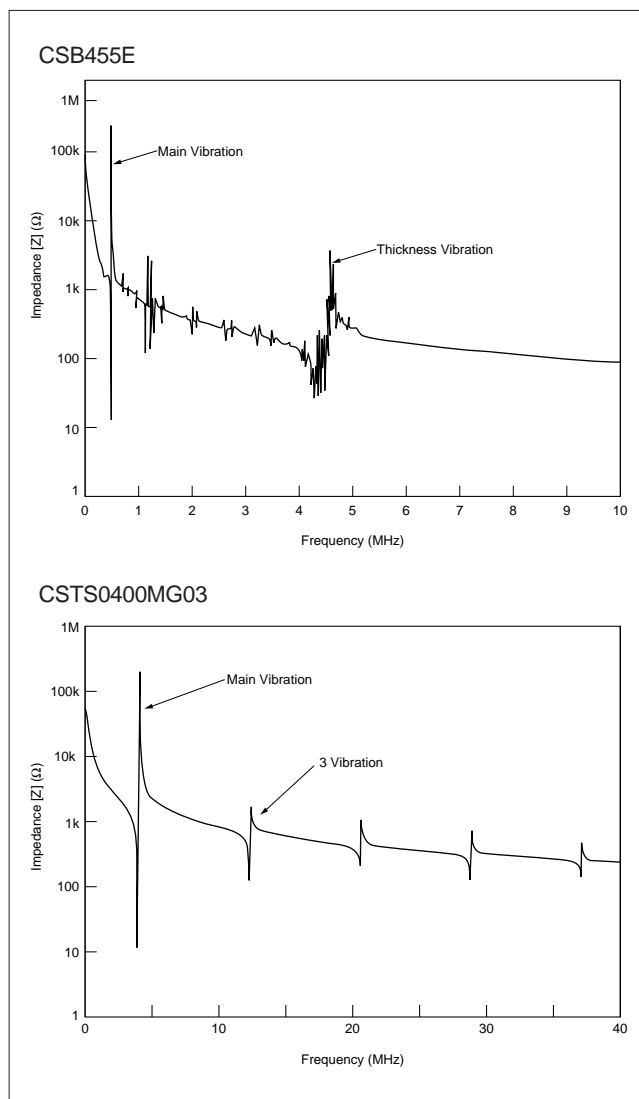 CSB455E
1M
100k
Main Vibration
10k
Thickness Vibration
Impedance [Z] (Ω)
1k
100
10
1
0 1 2 3 4 5 6 7 8 9 10
Frequency (MHz)
CSTS0400MG03
1M
100k
Main Vibration
10k
3 Vibration
Impedance [Z] (Ω)
1k
100
10
1
0 10 20 30 40
Frequency (MHz)